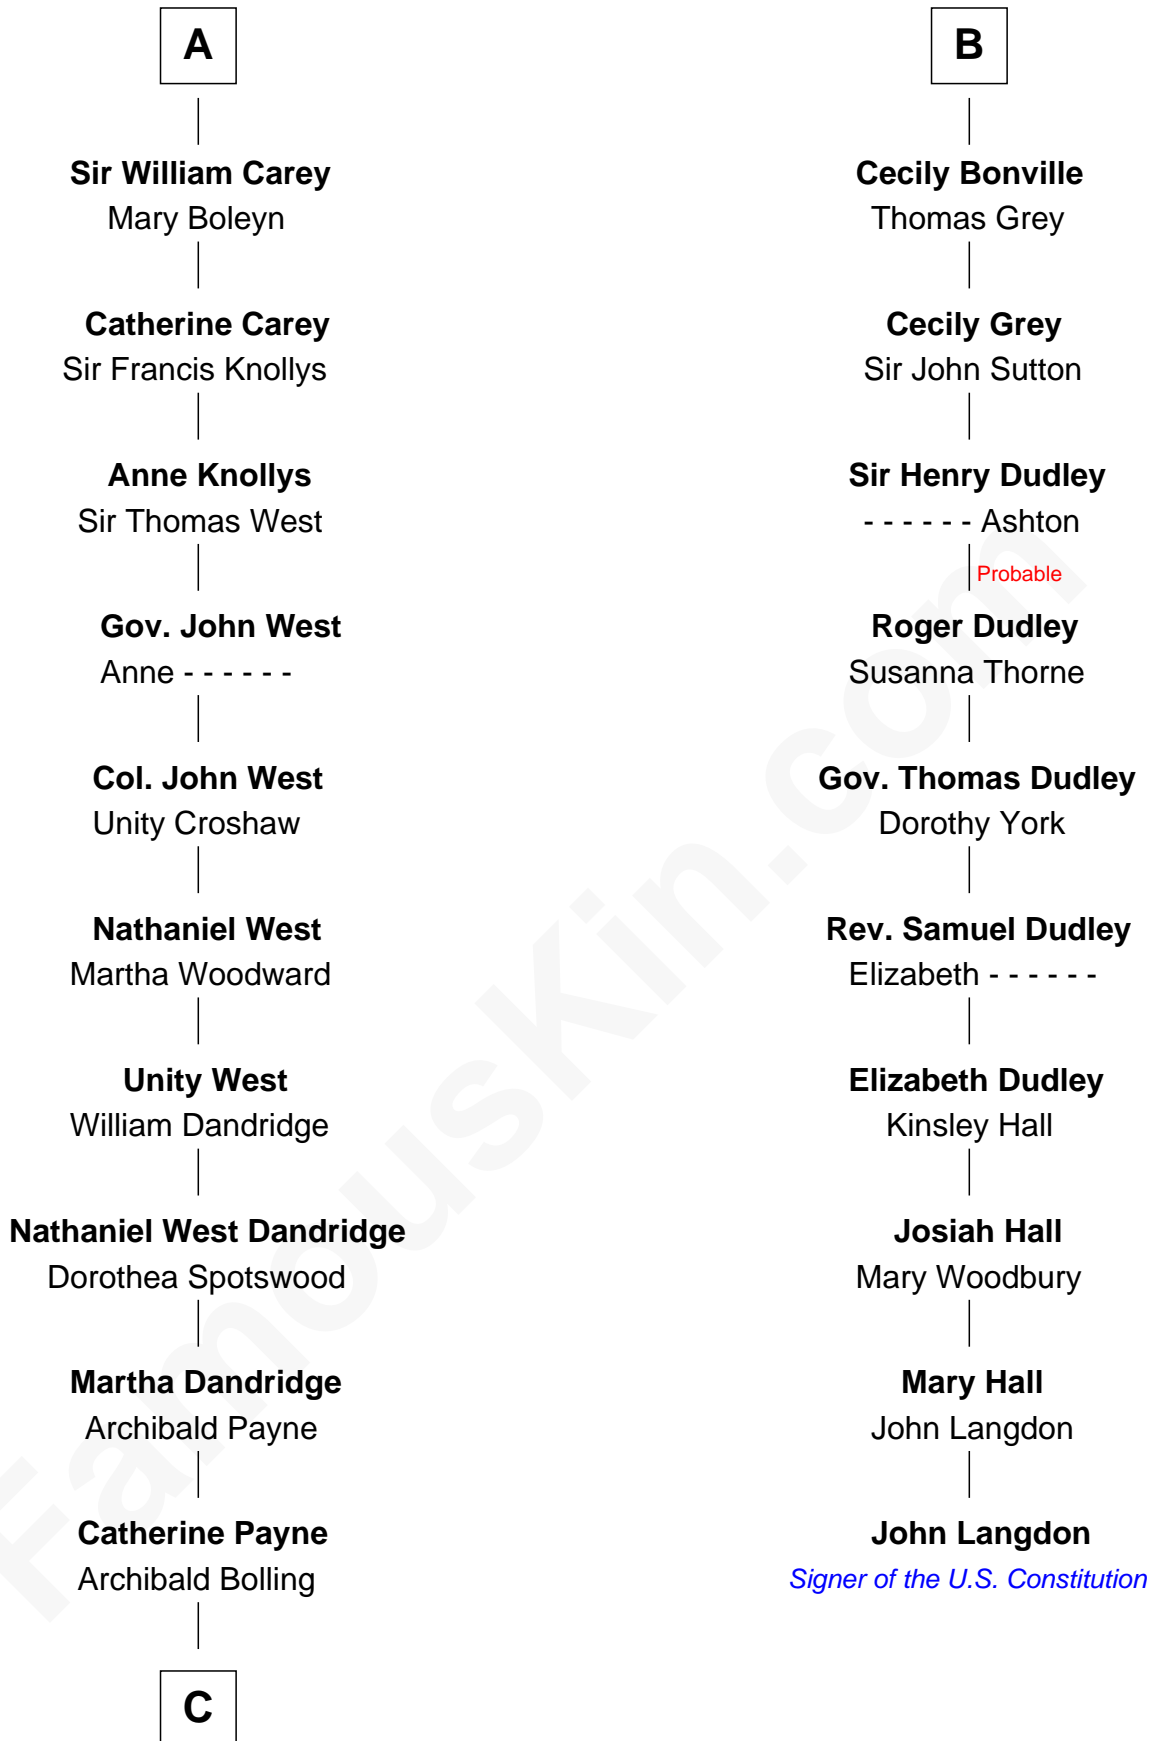 A
Sir William Carey
Mary Boleyn
Catherine Carey
Sir Francis Knollys
Anne Knollys
Sir Thomas West
Gov. John West
Anne - - - - - -
Col. John West
Unity Croshaw
Nathaniel West
Martha Woodward
Unity West
William Dandridge
Nathaniel West Dandridge
Dorothea Spotswood
Martha Dandridge
Archibald Payne
Catherine Payne
Archibald Bolling
C
B
Cecily Bonville
Thomas Grey
Cecily Grey
Sir John Sutton
Sir Henry Dudley
- - - - - - Ashton
Probable
Roger Dudley
Susanna Thorne
Gov. Thomas Dudley
Dorothy York
Rev. Samuel Dudley
Elizabeth - - - - - -
Elizabeth Dudley
Kinsley Hall
Josiah Hall
Mary Woodbury
Mary Hall
John Langdon
John Langdon
Signer of the U.S. Constitution
FamousKin.com